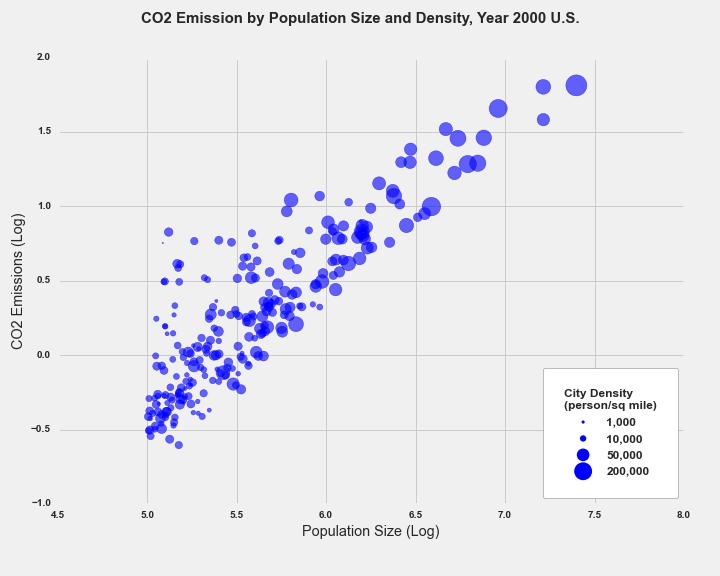 CO2 Emission by Population Size and Density, Year 2000 U.S.
2.0
1.5
1.0
0.5
0.0
−0.5
−1.0
CO2 Emissions (Log)
City Density
(person/sq mile)
1,000
10,000
50,000
200,000
4.5 5.0 5.5 6.0 6.5 7.0 7.5 8.0
Population Size (Log)